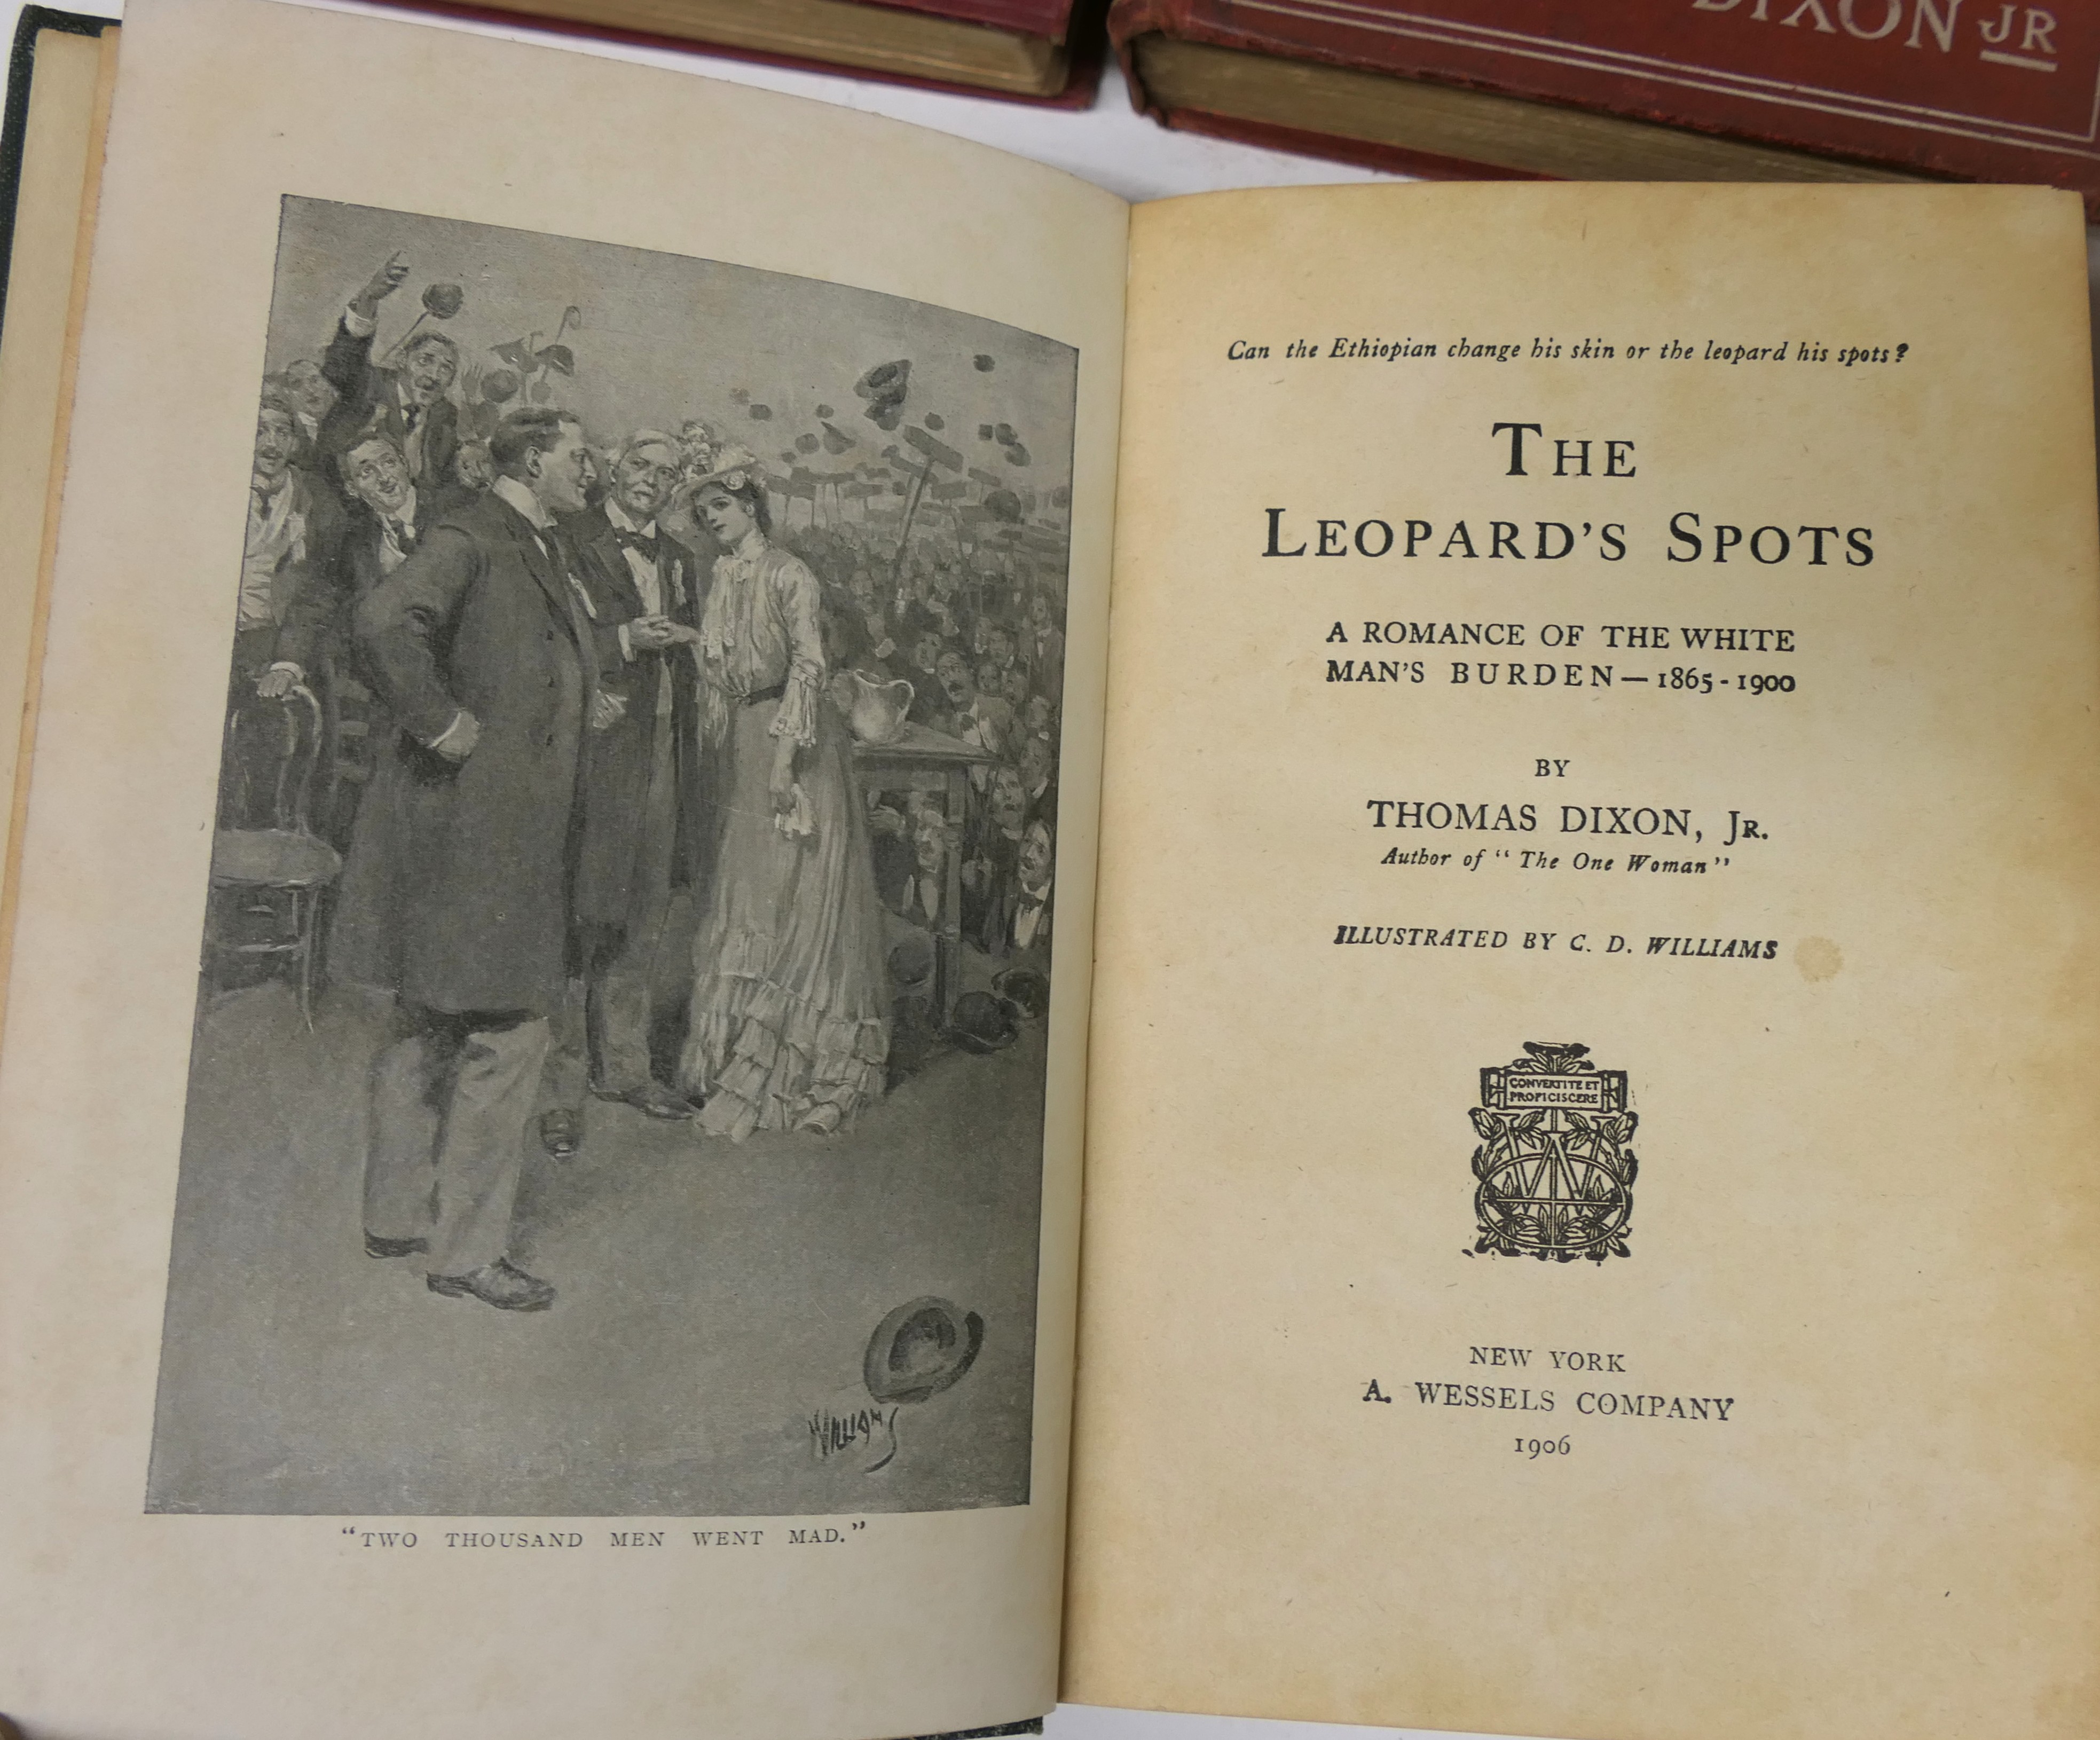 DIXON JR
WILLIAMS
"TWO THOUSAND MEN WENT MAD."
Can the Ethiopian change his skin or the leopard his spots?
THE
LEOPARD'S SPOTS
A ROMANCE OF THE WHITE
MAN'S BURDEN—1865-1900
BY
THOMAS DIXON, JR.
Author of "The One Woman"
ILLUSTRATED BY C. D. WILLIAMS
CONVERTITE ET
PROFICISCERE
NEW YORK
A. WESSELS COMPANY
1906